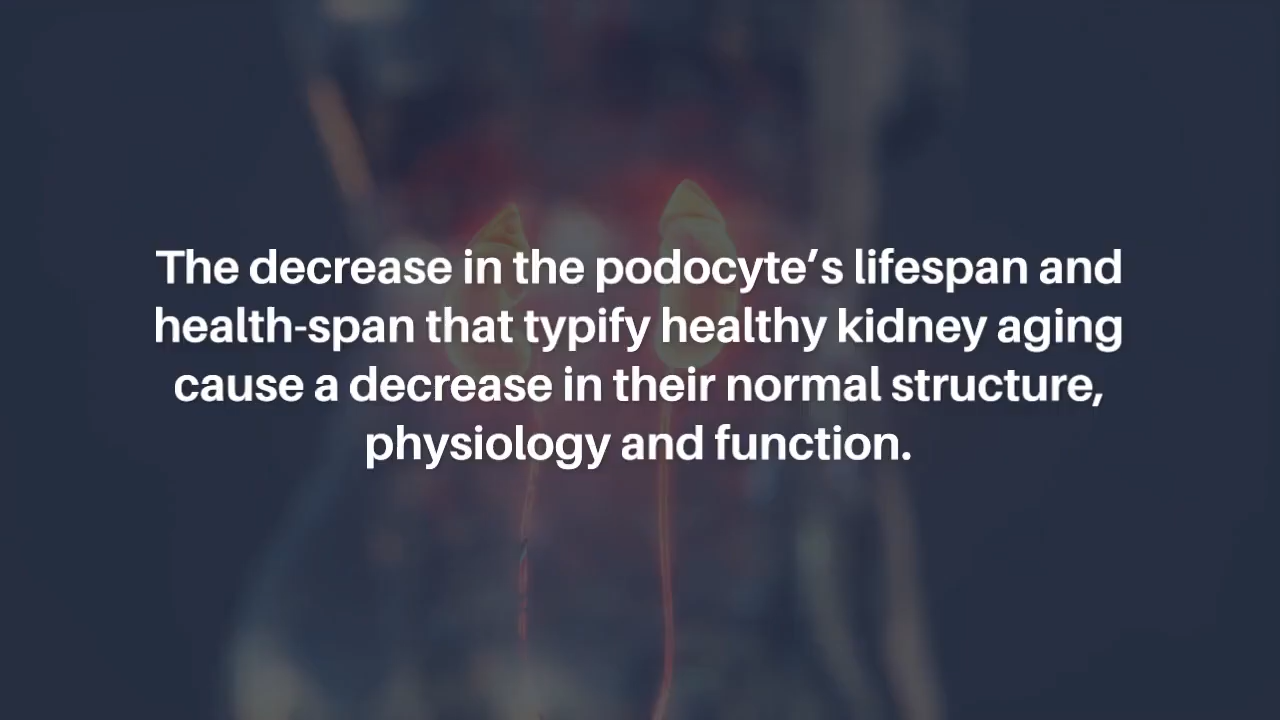 The decrease in the podocyte’s lifespan and
health-span that typify healthy kidney aging
cause a decrease in their normal structure,
physiology and function.